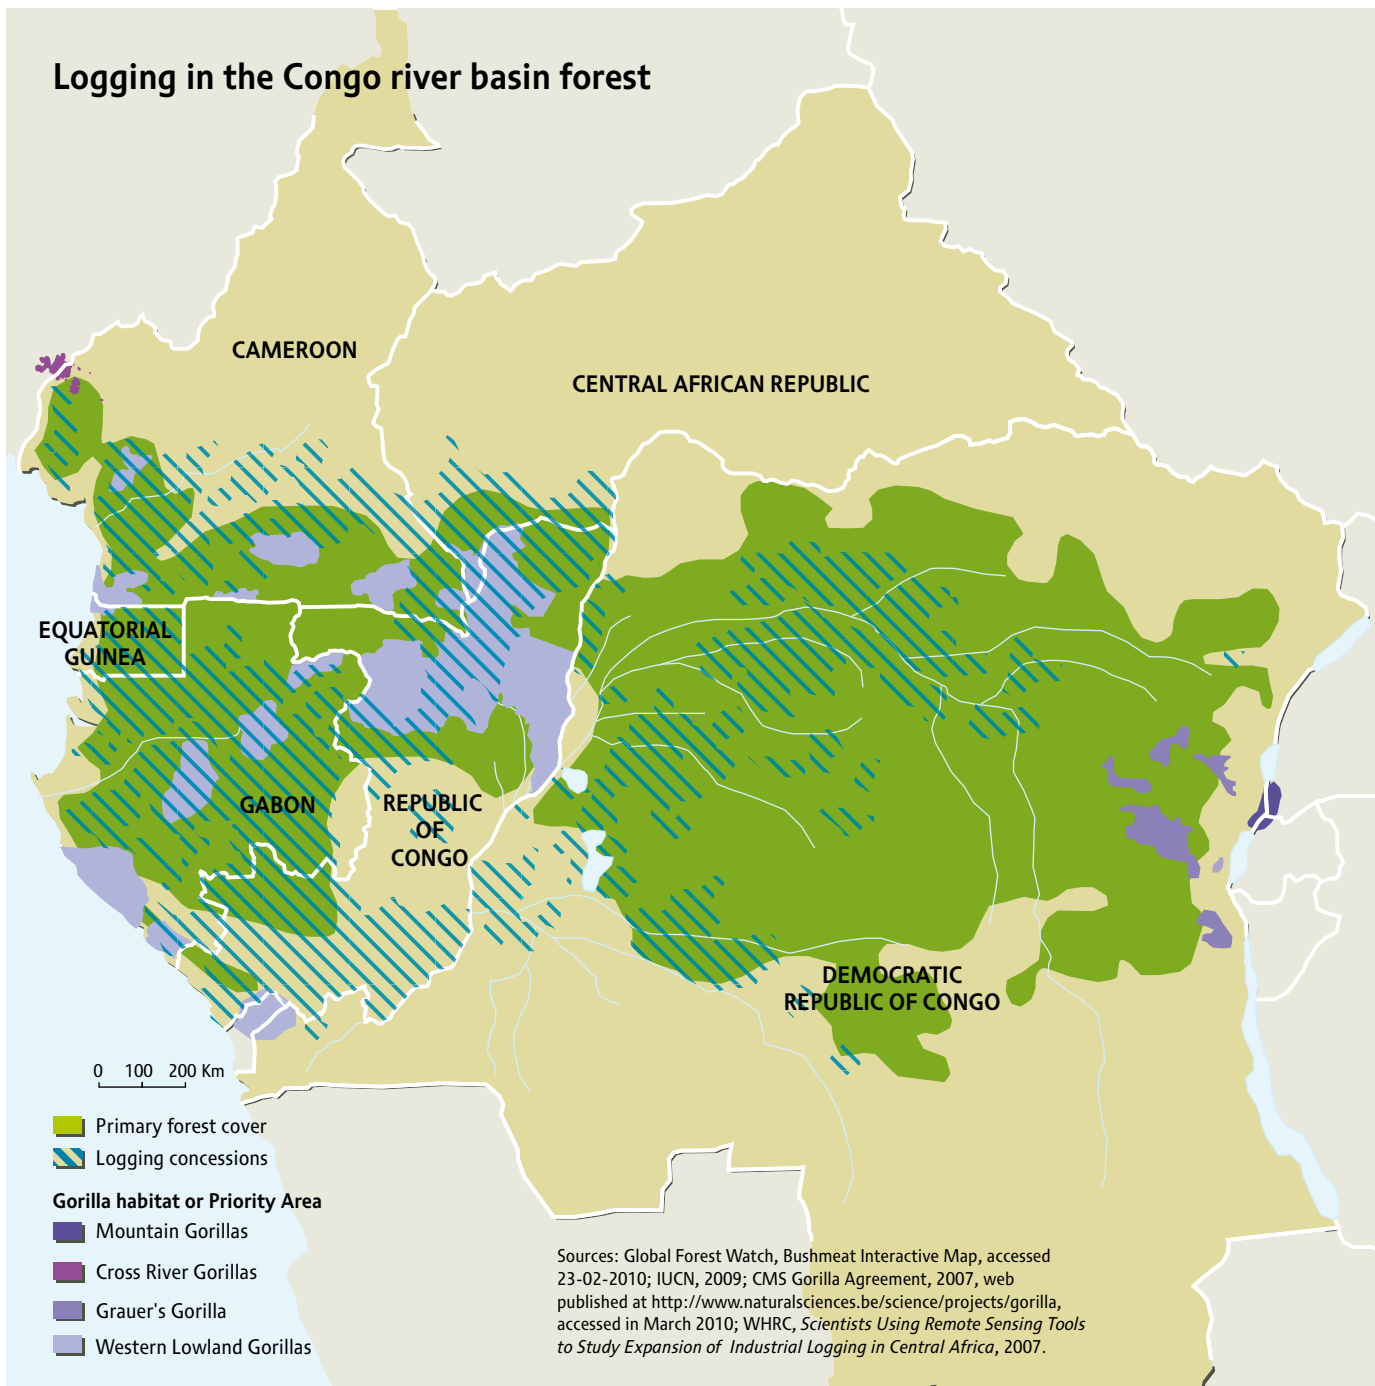 Logging in the Congo river basin forest
CAMEROON
CENTRAL AFRICAN REPUBLIC
EQUATORIAL
GUINEA
GABON
REPUBLIC
OF
CONGO
DEMOCRATIC
REPUBLIC OF CONGO
0 100 200 Km
Primary forest cover
Logging concessions
Gorilla habitat or Priority Area
Mountain Gorillas
Cross River Gorillas
Grauer's Gorilla
Western Lowland Gorillas
Sources: Global Forest Watch, Bushmeat Interactive Map, accessed
23-02-2010; IUCN, 2009; CMS Gorilla Agreement, 2007, web
published at http://www.naturalsciences.be/science/projects/gorilla,
accessed in March 2010; WHRC, Scientists Using Remote Sensing Tools
to Study Expansion of Industrial Logging in Central Africa, 2007.